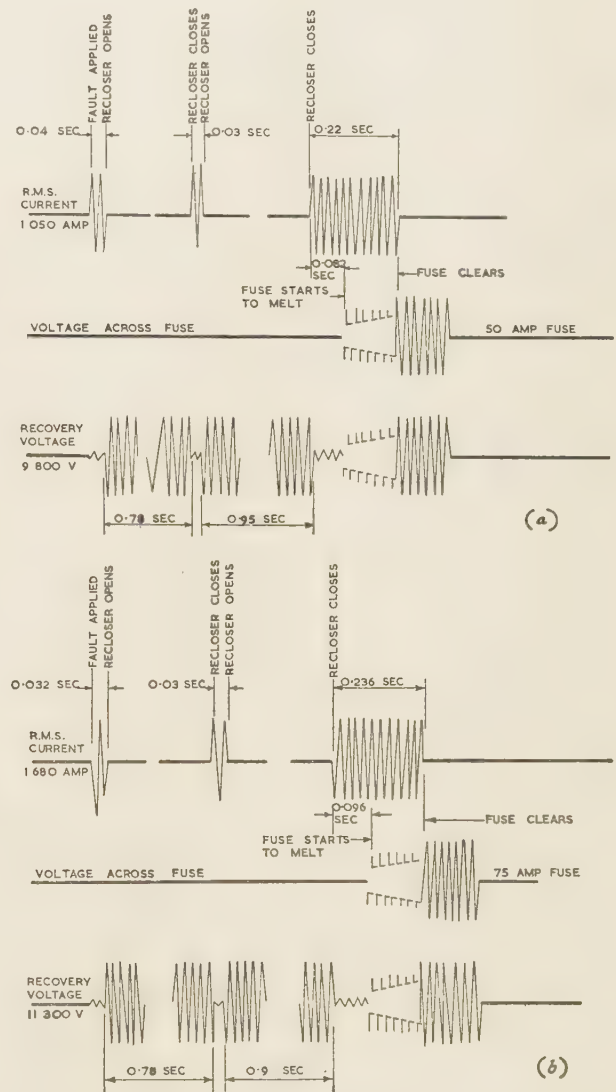 FAULT APPLIED
RECLOSER OPENS
RECLOSER CLOSES
RECLOSER OPENS
RECLOSER CLOSES
0·04 SEC
0·03 SEC
0·22 SEC
R.M.S.
CURRENT
1 050 AMP
0·082
SEC
FUSE CLEARS
FUSE STARTS
TO MELT
VOLTAGE ACROSS FUSE
50 AMP FUSE
RECOVERY
VOLTAGE
9 800 V
0·78 SEC
0·95 SEC
(a)
FAULT APPLIED
RECLOSER OPENS
RECLOSER CLOSES
RECLOSER OPENS
RECLOSER CLOSES
0·032 SEC
0·03 SEC
0·236 SEC
R.M.S.
CURRENT
1 680 AMP
0·096
SEC
FUSE CLEARS
FUSE STARTS
TO MELT
VOLTAGE ACROSS FUSE
75 AMP FUSE
RECOVERY
VOLTAGE
11 300 V
0·78 SEC
0·9 SEC
(b)